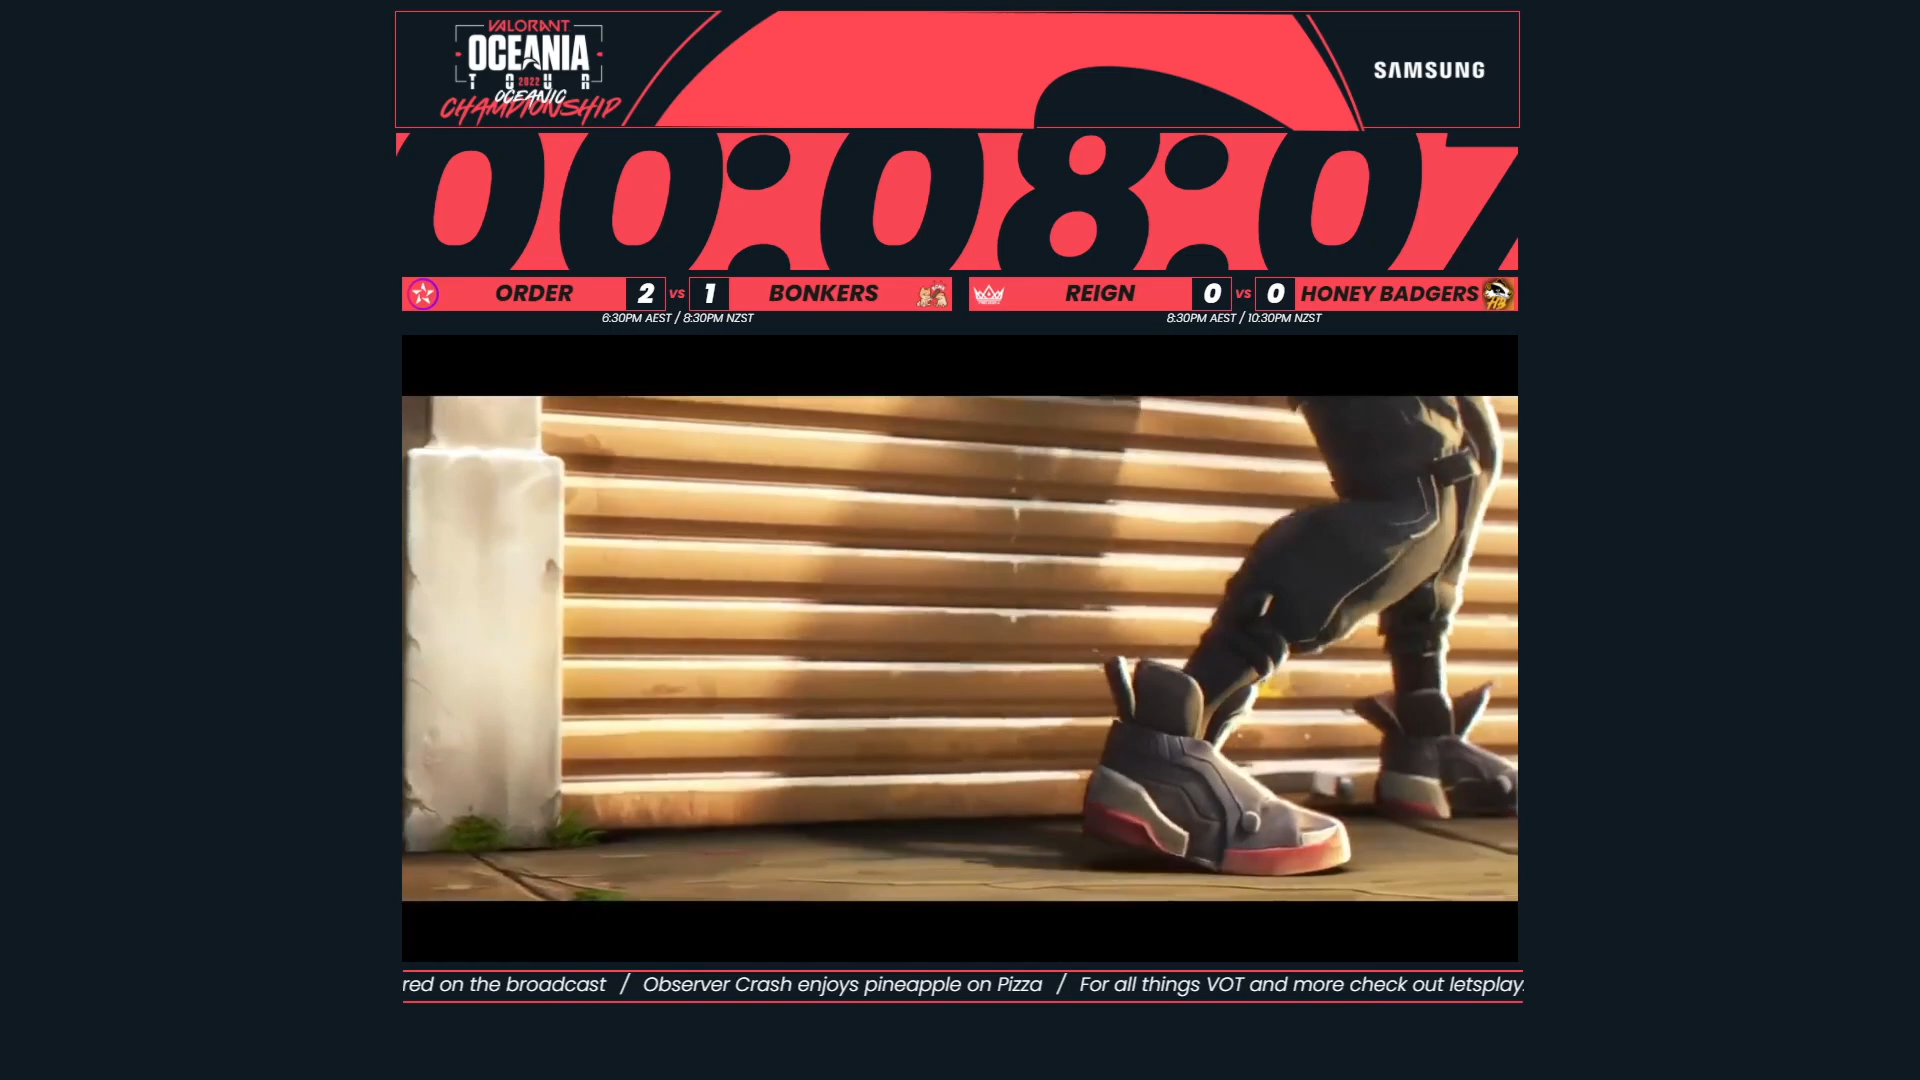 VALORANT
OCEANIA
TOUR
2022
OCEANIC
CHAMPIONSHIP
SAMSUNG
00:08:07
ORDER 2 VS 1 BONKERS
6:30PM AEST / 8:30PM NZST
REIGN 0 VS 0 HONEY BADGERS
HB
8:30PM AEST / 10:30PM NZST
red on the broadcast / Observer Crash enjoys pineapple on Pizza / For all things VOT and more check out letsplay.